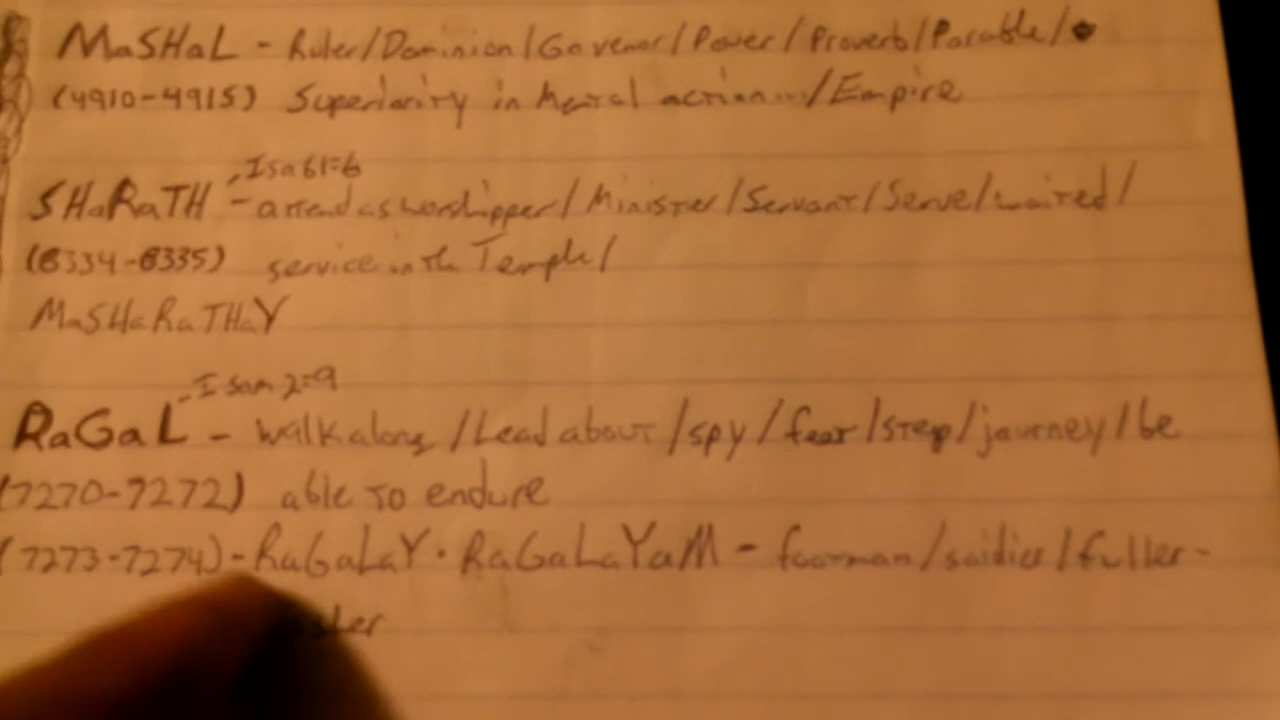 MaSHaL - Ruler/Dominion/Govenor/Power/Proverb/Parable/
(4910-4915) Superiority in Mental action.../Empire
Isa 61=6
SHaRaTH - attend as worshipper/Minister/Servant/Serve/waited/
(8334-8335) service in the Temple/
MaSHaRaTHaY
I Sam 2=9
RaGaL - walk along/Lead about/spy/feet/step/journey/be
(7270-7272) able to endure
(7273-7274)-RaGaLaY · RaGaLaYaM - footman/soldier/fuller-